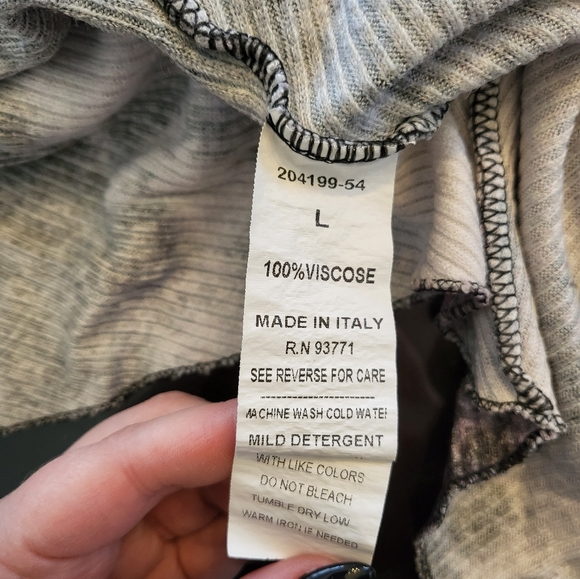 204199-54
L
100%VISCOSE
MADE IN ITALY
R.N 93771
SEE REVERSE FOR CARE
MACHINE WASH COLD WATER
MILD DETERGENT
WITH LIKE COLORS
DO NOT BLEACH
TUMBLE DRY LOW
WARM IRON IF NEEDED